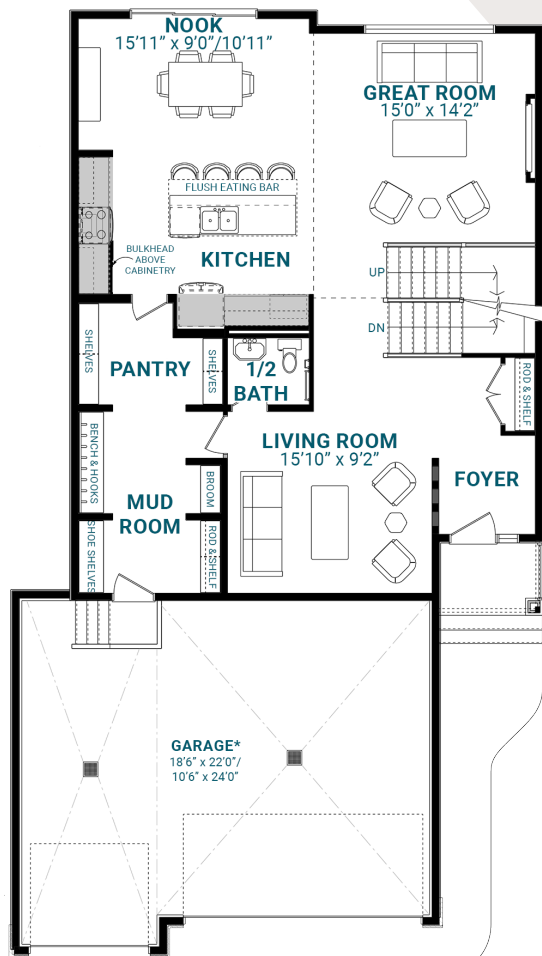 NOOK
15'11" x 9'0"/10'11"
GREAT ROOM
15'0" x 14'2"
FLUSH EATING BAR
BULKHEAD
ABOVE
CABINETRY
KITCHEN
UP
DN
SHELVES
PANTRY
SHELVES
1/2
BATH
ROD & SHELF
LIVING ROOM
15'10" x 9'2"
BENCH & HOOKS
FOYER
MUD
ROOM
BROOM
SHOE SHELVES
ROD & SHELF
GARAGE*
18'6" x 22'0"/
10'6" x 24'0"